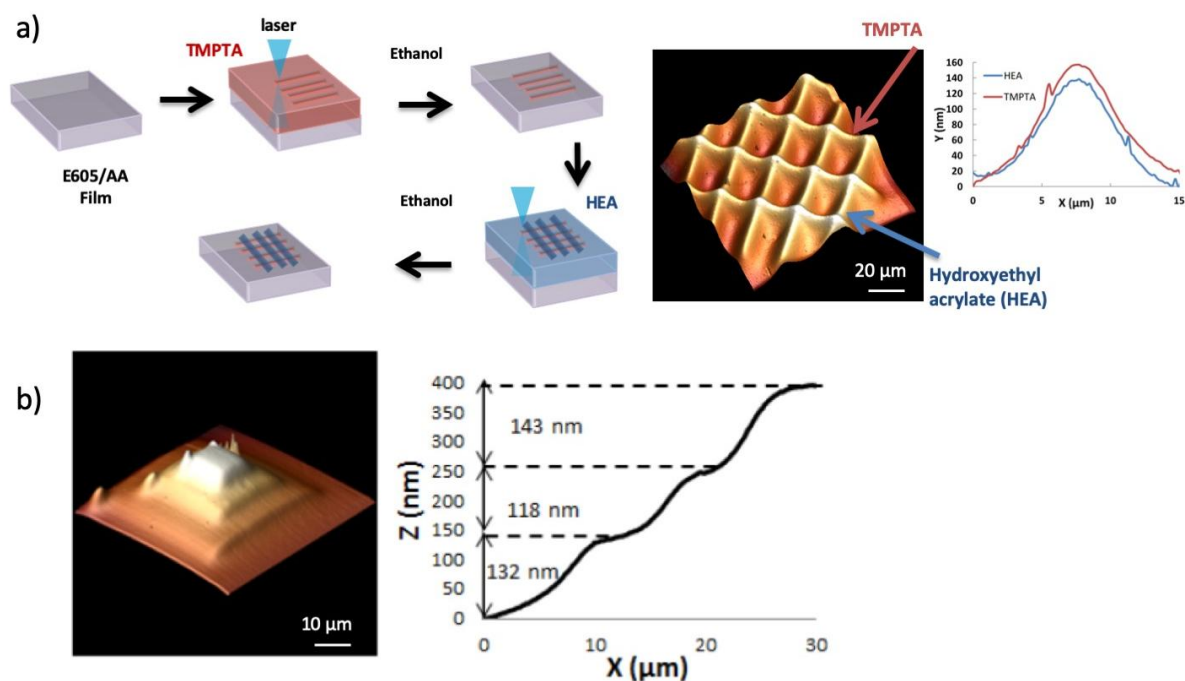 a)
laser
TMPTA
Ethanol
E605/AA
Film
Ethanol
HEA
TMPTA
20 µm
Hydroxyethyl
acrylate (HEA)
160
140
120
100
80
60
40
20
0
Y (nm)
HEA
TMPTA
0
5
10
15
X (µm)
b)
10 µm
400
350
300
250
200
150
100
50
0
Z (nm)
143 nm
118 nm
132 nm
0
10
20
30
X (µm)